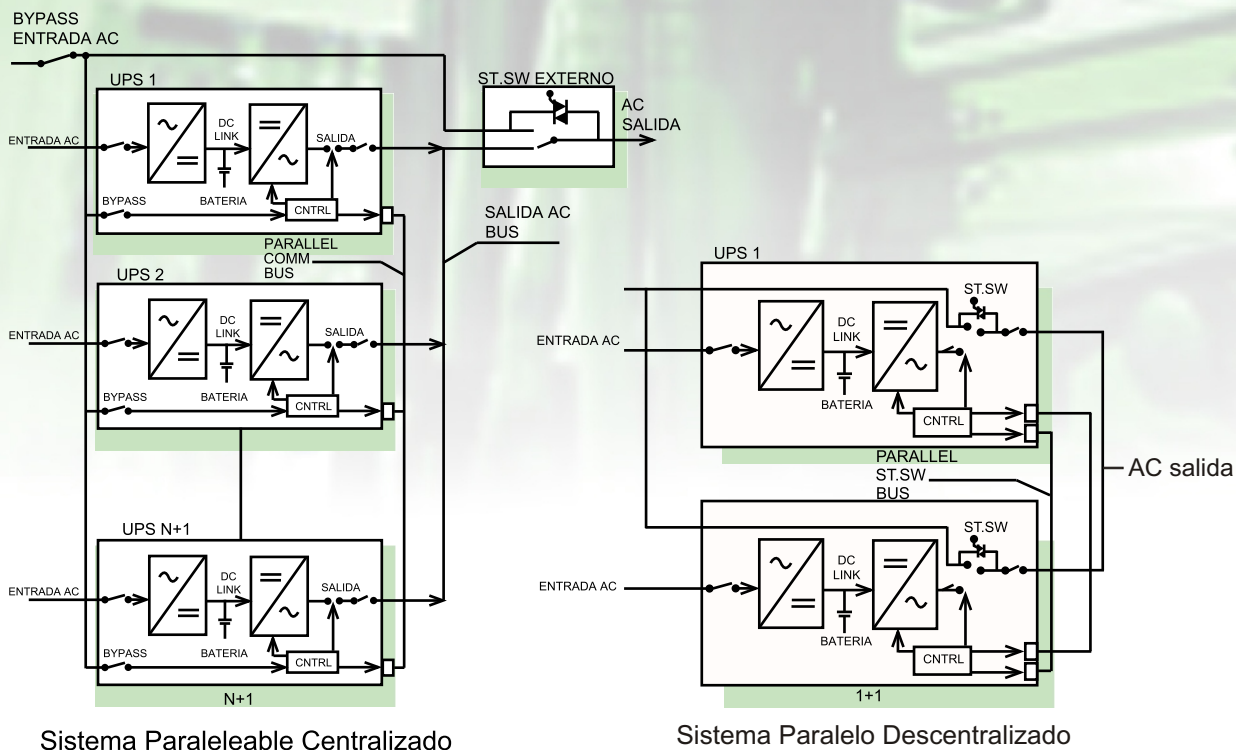 BYPASS
ENTRADA AC
UPS 1
ENTRADA AC
DC
LINK
SALIDA
BATERIA
BYPASS
CNTRL
ST.SW EXTERNO
AC
SALIDA
SALIDA AC
BUS
PARALLEL
COMM
BUS
UPS 2
ENTRADA AC
DC
LINK
SALIDA
BATERIA
BYPASS
CNTRL
UPS N+1
ENTRADA AC
DC
LINK
SALIDA
BATERIA
BYPASS
CNTRL
N+1
Sistema Paraleleable Centralizado
UPS 1
ST.SW
ENTRADA AC
DC
LINK
BATERIA
CNTRL
PARALLEL
ST.SW
BUS
AC salida
ST.SW
ENTRADA AC
DC
LINK
BATERIA
CNTRL
1+1
Sistema Paralelo Descentralizado